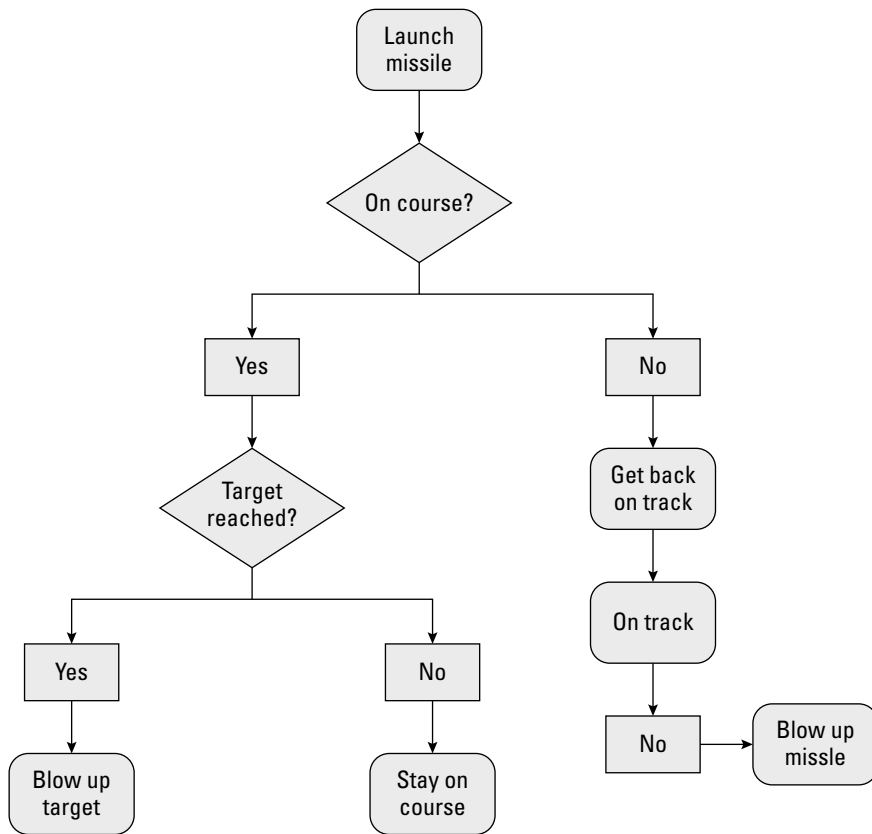 Launch
missile
On course?
Yes
No
Target
reached?
Get back
on track
On track
Yes
No
No
Blow up
missle
Blow up
target
Stay on
course